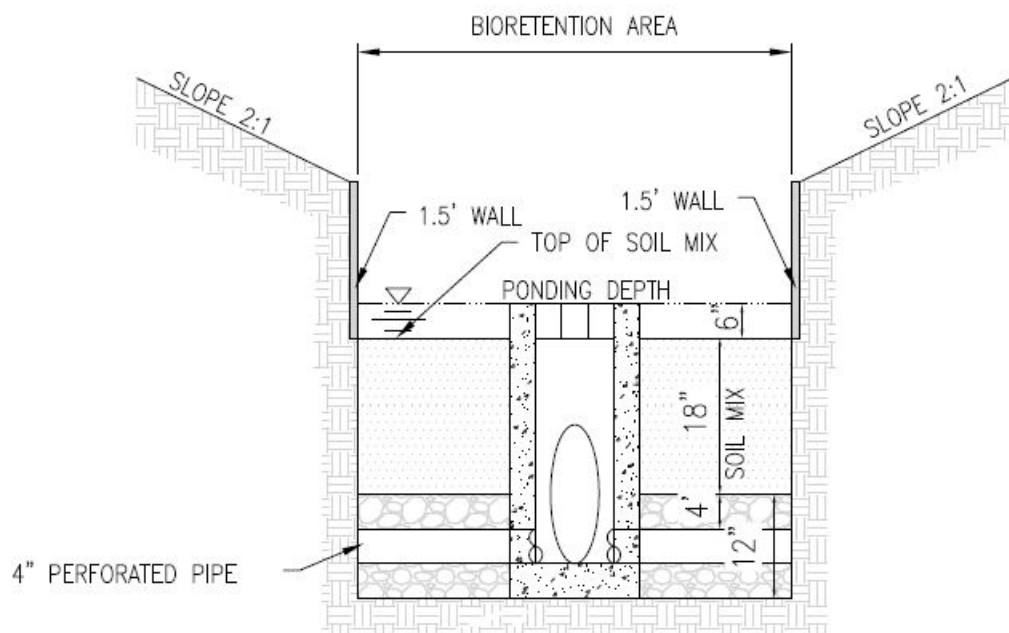 BIORETENTION AREA
SLOPE 2:1
SLOPE 2:1
1.5' WALL
1.5' WALL
TOP OF SOIL MIX
PONDING DEPTH
6"
18"
SOIL MIX
4'
12"
4" PERFORATED PIPE